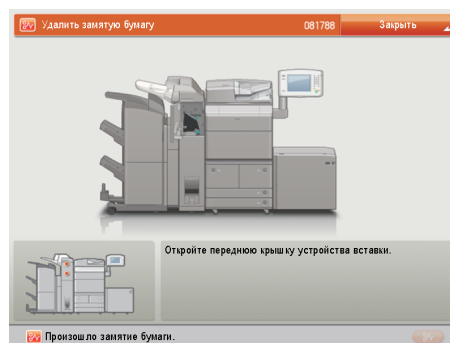 Удалить замятую бумагу
081788
Закрыть
Откройте переднюю крышку устройства вставки.
Произошло замятие бумаги.